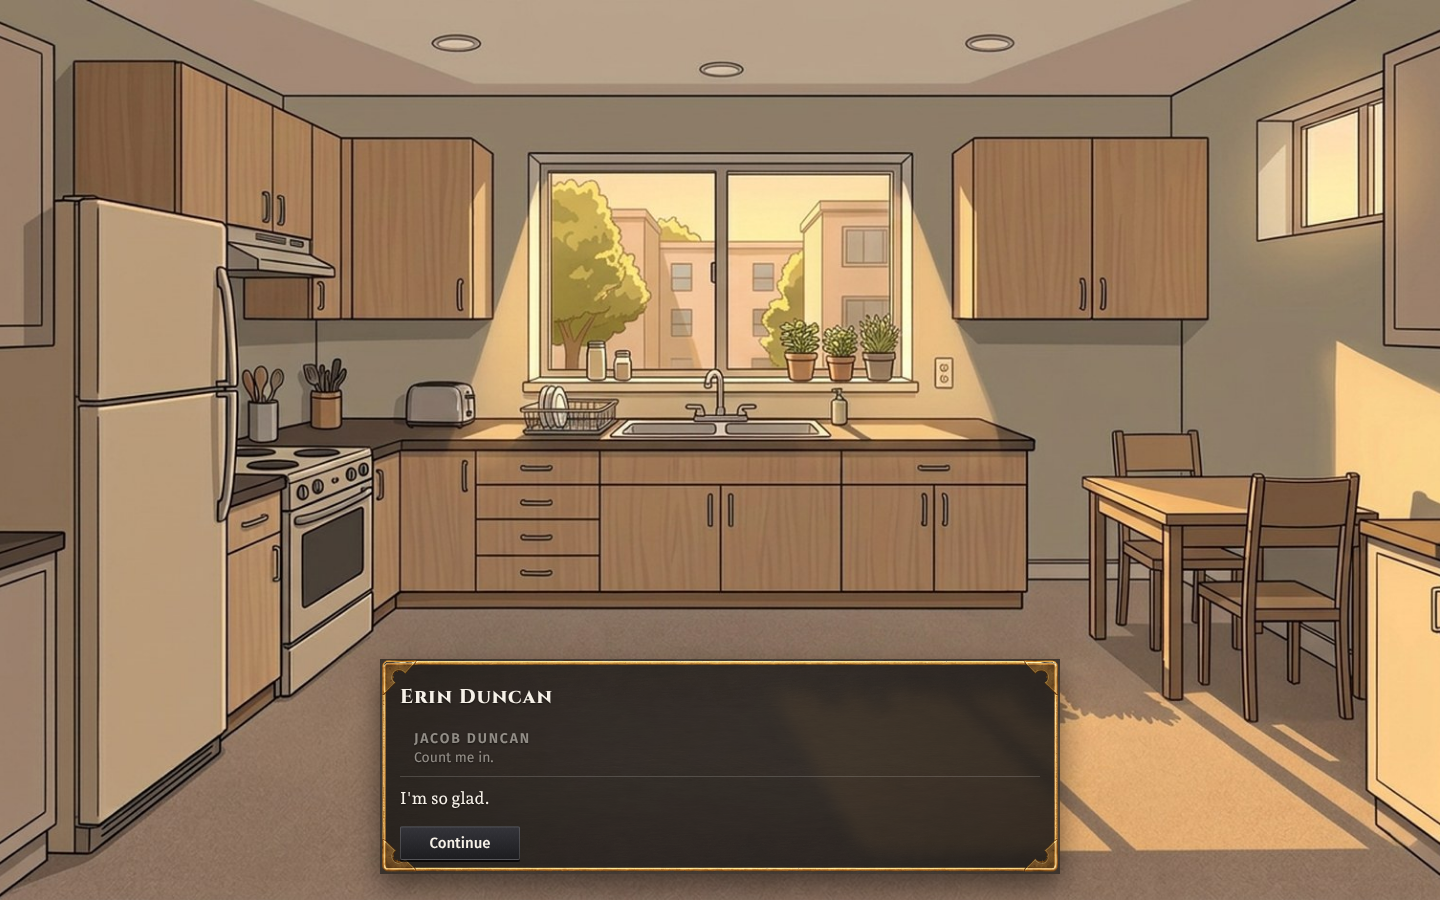 Erin Duncan
JACOB DUNCAN
Count me in.
I'm so glad.
Continue